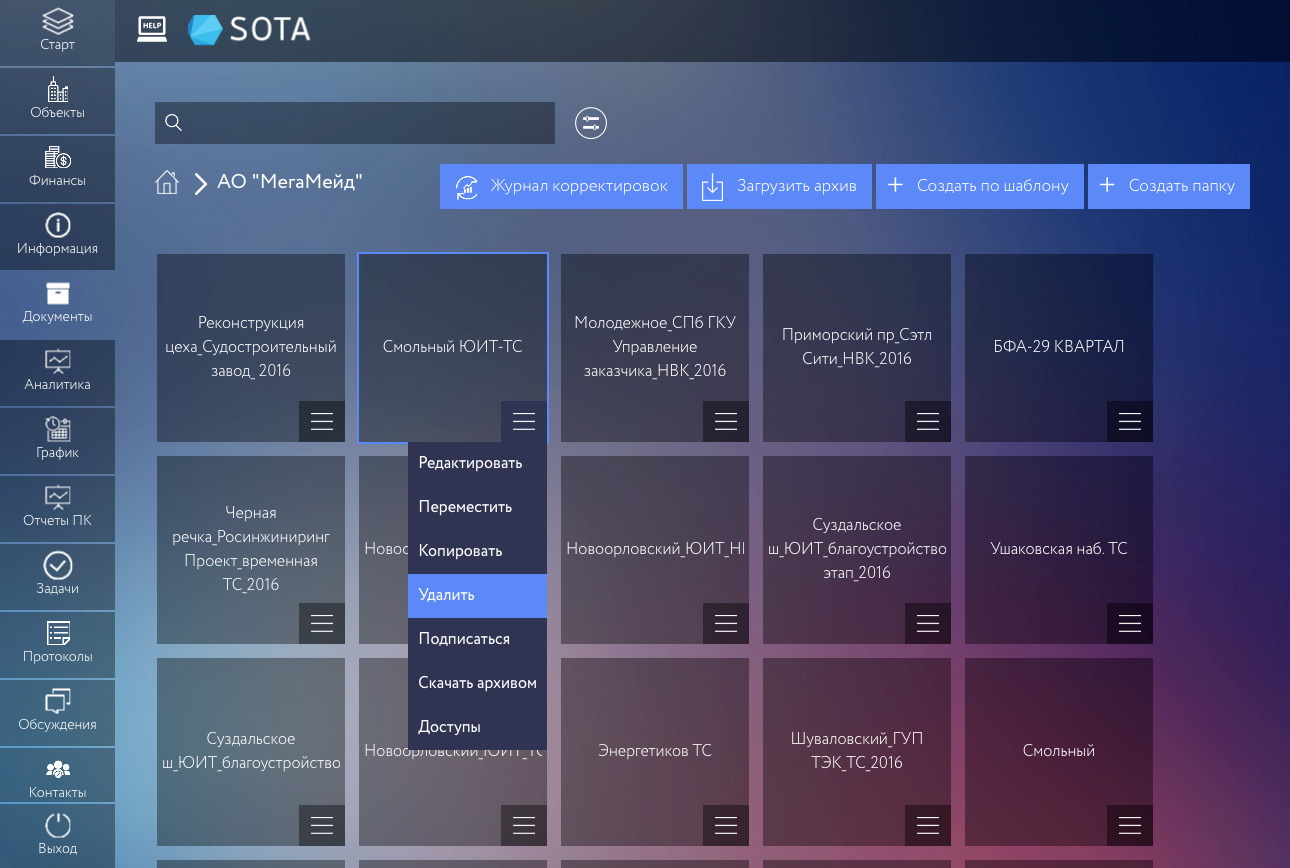 Старт
Объекты
Финансы
Информация
Документы
Аналитика
График
Отчеты ПК
Задачи
Протоколы
Обсуждения
Контакты
Выход
HELP
SOTA
АО "МегаМейд"
Журнал корректировок
Загрузить архив
+ Создать по шаблону
+ Создать папку
Реконструкция
цеха_Судостроительный
завод_ 2016
Смольный ЮИТ-ТС
Молодежное_СПб ГКУ
Управление
заказчика_НВК_2016
Приморский пр_Сэтл
Сити_НВК_2016
БФА-29 КВАРТАЛ
Редактировать
Переместить
Копировать
Удалить
Подписаться
Скачать архивом
Доступы
Черная
речка_Росинжиниринг
Проект_временная
ТС_2016
Новоо
Новоорловский_ЮИТ_НІ
Суздальское
ш_ЮИТ_благоустройство
этап_2016
Ушаковская наб. ТС
Суздальское
ш_ЮИТ_благоустройство
Новоорловский_ЮИТ_ТС
Энергетиков ТС
Шуваловский_ГУП
ТЭК_ТС_2016
Смольный